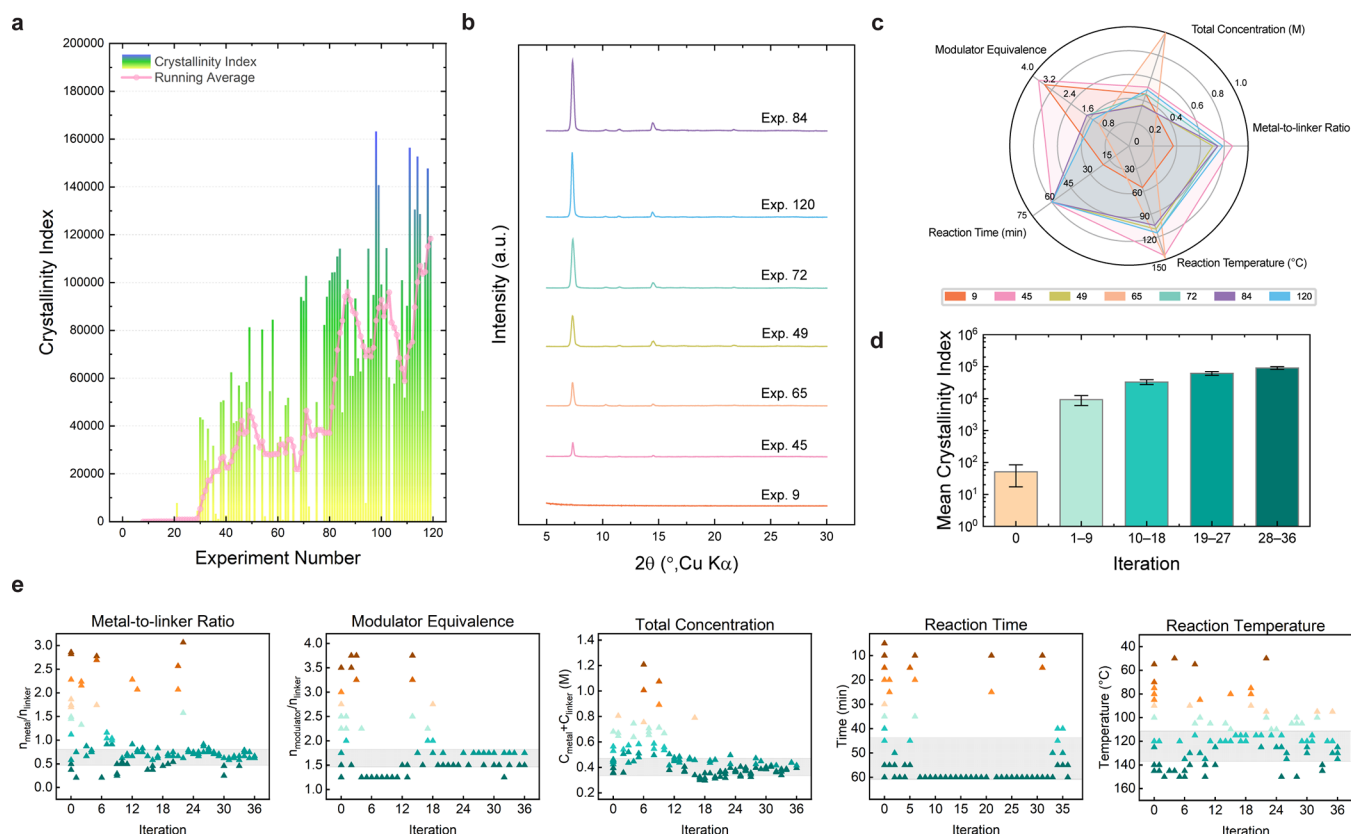 a
200000
180000
160000
140000
120000
100000
80000
60000
40000
20000
0
Crystallinity Index
Crystallinity Index
Running Average
0 20 40 60 80 100 120
Experiment Number
b
Exp. 84
Exp. 120
Exp. 72
Exp. 49
Exp. 65
Exp. 45
Exp. 9
Intensity (a.u.)
5 10 15 20 25 30
2θ (°,Cu Kα)
c
Total Concentration (M)
Modulator Equivalence
4.0
3.2
2.4
1.6
0.8
1.0
0.8
0.6
0.4
0.2
0
Metal-to-linker Ratio
15
30
45
60
75
Reaction Time (min)
30
60
90
120
150
Reaction Temperature (°C)
9 45 49 65 72 84 120
d
Mean Crystallinity Index
10⁶
10⁵
10⁴
10³
10²
10¹
10⁰
0 1–9 10–18 19–27 28–36
Iteration
e
Metal-to-linker Ratio
n_metal/n_linker
3.0
2.5
2.0
1.5
1.0
0.5
0.0
0 6 12 18 24 30 36
Iteration
Modulator Equivalence
n_modulator/n_linker
4.0
3.5
3.0
2.5
2.0
1.5
1.0
0 6 12 18 24 30 36
Iteration
Total Concentration
C_metal+C_linker (M)
1.4
1.2
1.0
0.8
0.6
0.4
0.2
0 6 12 18 24 30 36
Iteration
Reaction Time
Time (min)
10
20
30
40
50
60
0 5 10 15 20 25 30 35
Iteration
Reaction Temperature
Temperature (°C)
40
60
80
100
120
140
160
0 6 12 18 24 30 36
Iteration